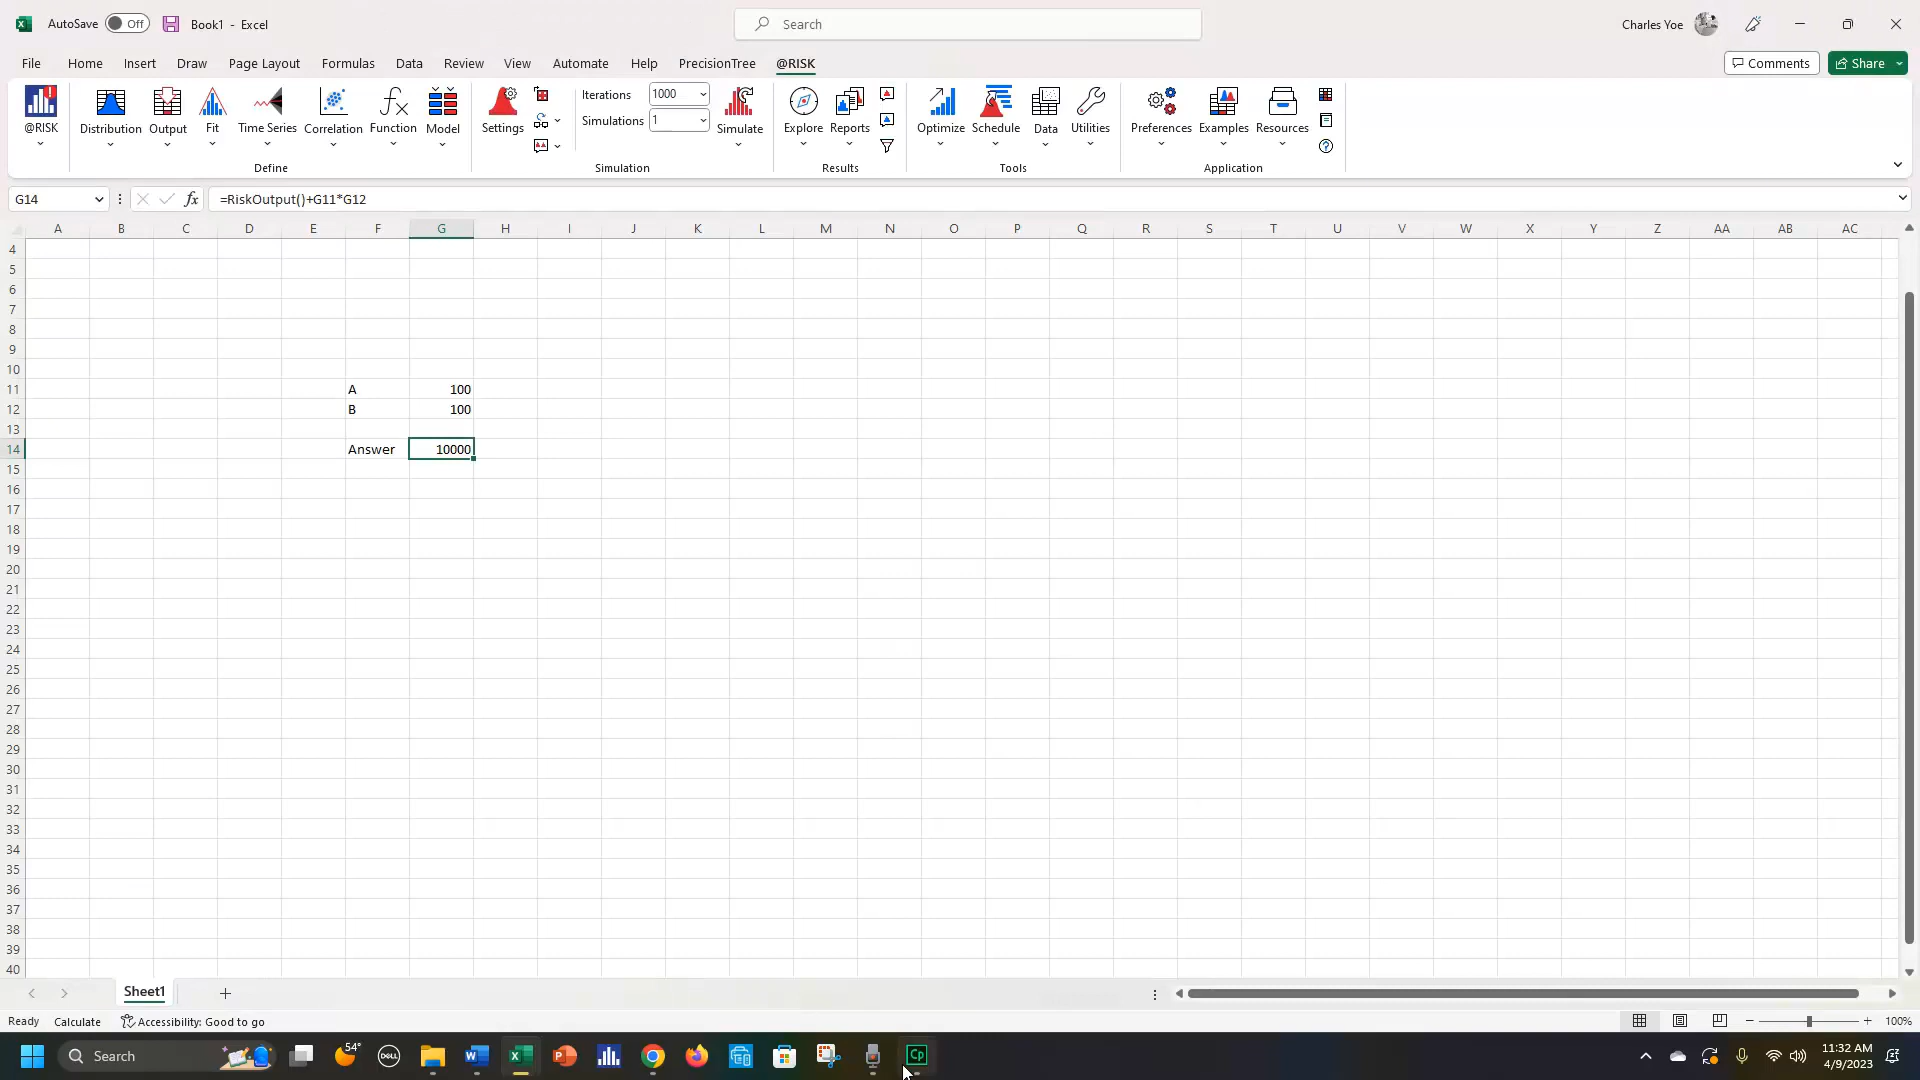 AutoSave Off Book1 - Excel Search Charles Yoe
File Home Insert Draw Page Layout Formulas Data Review View Automate Help PrecisionTree @RISK Comments Share
@RISK Distribution Output Fit Time Series Correlation Function Model Settings Iterations 1000 Simulations 1 Simulate Explore Reports Optimize Schedule Data Utilities Preferences Examples Resources
Define Simulation Results Tools Application
G14 fx =RiskOutput()+G11*G12
A B C D E F G H I J K L M N O P Q R S T U V W X Y Z AA AB AC
4
5
6
7
8
9
10
11 A 100
12 B 100
13
14 Answer 10000
15
16
17
18
19
20
21
22
23
24
25
26
27
28
29
30
31
32
33
34
35
36
37
38
39
40
Sheet1
Ready Calculate Accessibility: Good to go 100%
Search 54° DELL Cp 11:32 AM
4/9/2023